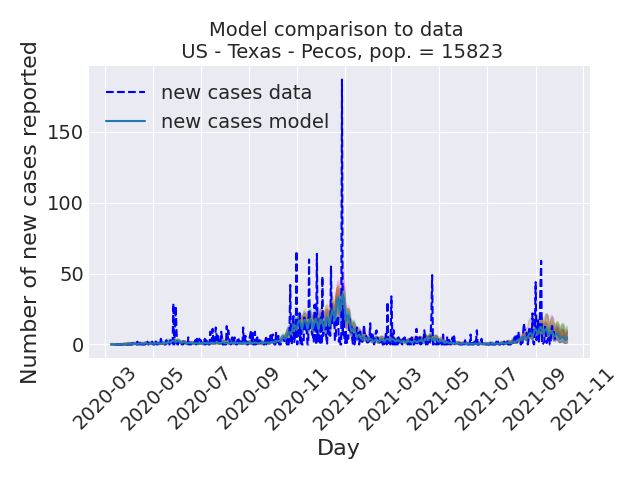 Model comparison to data
US - Texas - Pecos, pop. = 15823
Number of new cases reported
new cases data
new cases model
150
100
50
0
2020-03
2020-05
2020-07
2020-09
2020-11
2021-01
2021-03
2021-05
2021-07
2021-09
2021-11
Day